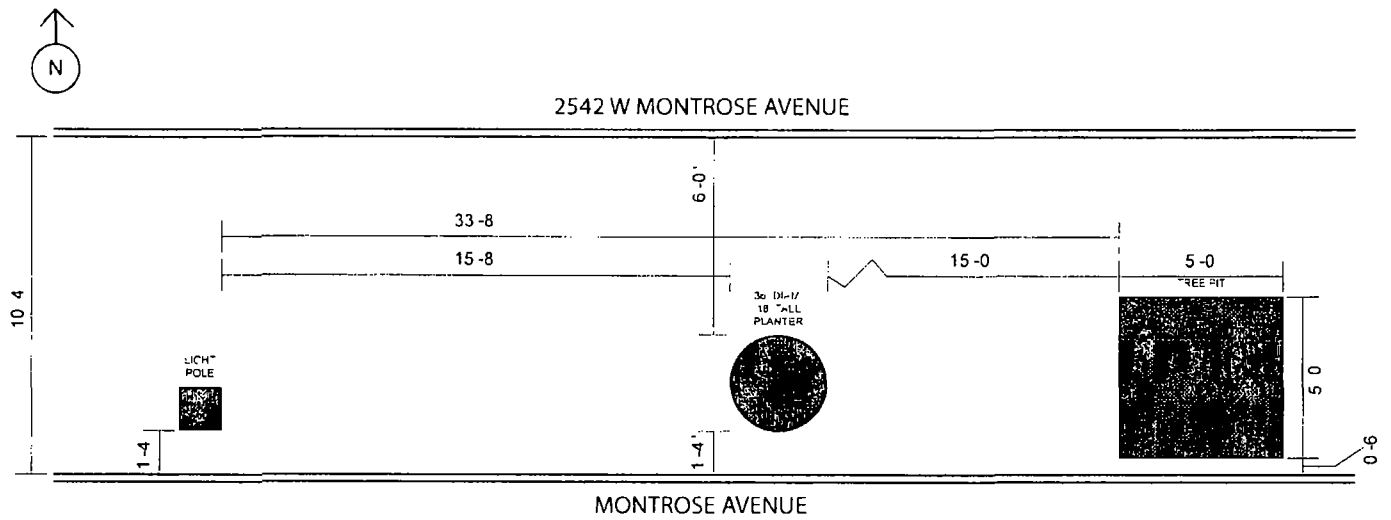 N
2542 W MONTROSE AVENUE
6-0'
33-8
15-8
15-0
5-0
TREE PIT
10 4
18 TALL
PLANTER
POLE
5 0
1-4
1-4'
0-6
MONTROSE AVENUE